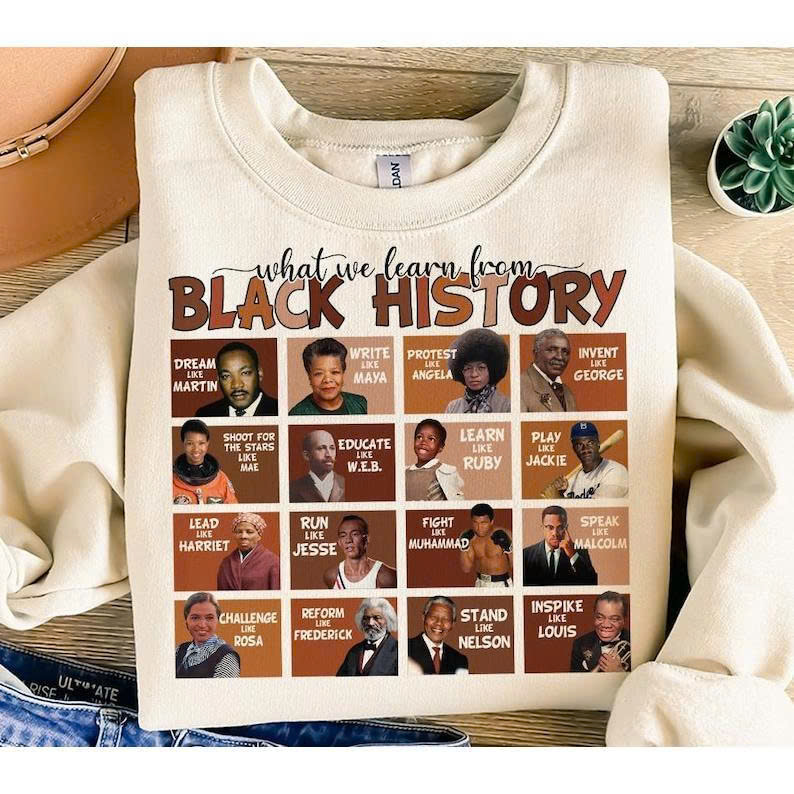 DAN
what we learn from
BLACK HISTORY
DREAM
LIKE
MARTIN
WRITE
LIKE
MAYA
PROTEST
LIKE
ANGELA
INVENT
LIKE
GEORGE
SHOOT FOR
THE STARS
LIKE
MAE
EDUCATE
LIKE
W.E.B.
LEARN
LIKE
RUBY
PLAY
LIKE
JACKIE
B
LEAD
LIKE
HARRIET
RUN
LIKE
JESSE
FIGHT
LIKE
MUHAMMAD
SPEAK
LIKE
MALCOLM
CHALLENGE
LIKE
ROSA
REFORM
LIKE
FREDERICK
STAND
LIKE
NELSON
INSPIKE
LIKE
LOUIS
RISE